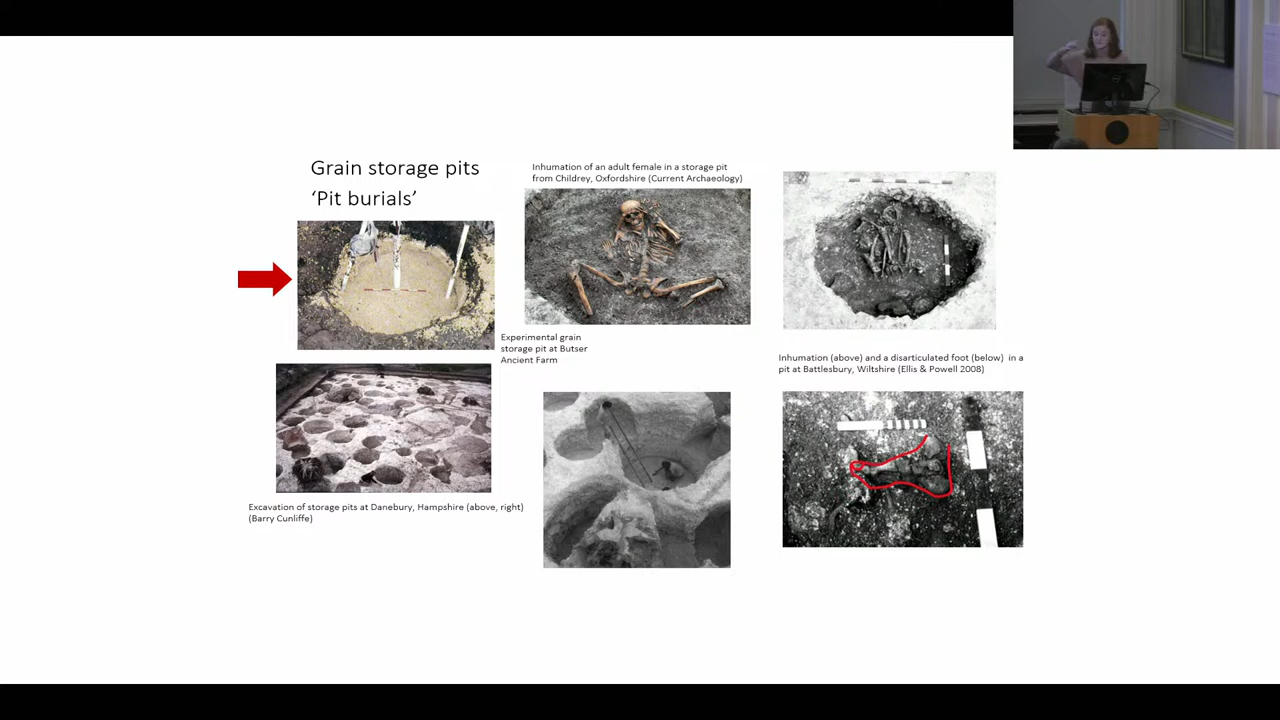 Grain storage pits
‘Pit burials’
Inhumation of an adult female in a storage pit
from Childrey, Oxfordshire (Current Archaeology)
Experimental grain
storage pit at Butser
Ancient Farm
Inhumation (above) and a disarticulated foot (below) in a
pit at Battlesbury, Wiltshire (Ellis & Powell 2008)
Excavation of storage pits at Danebury, Hampshire (above, right)
(Barry Cunliffe)